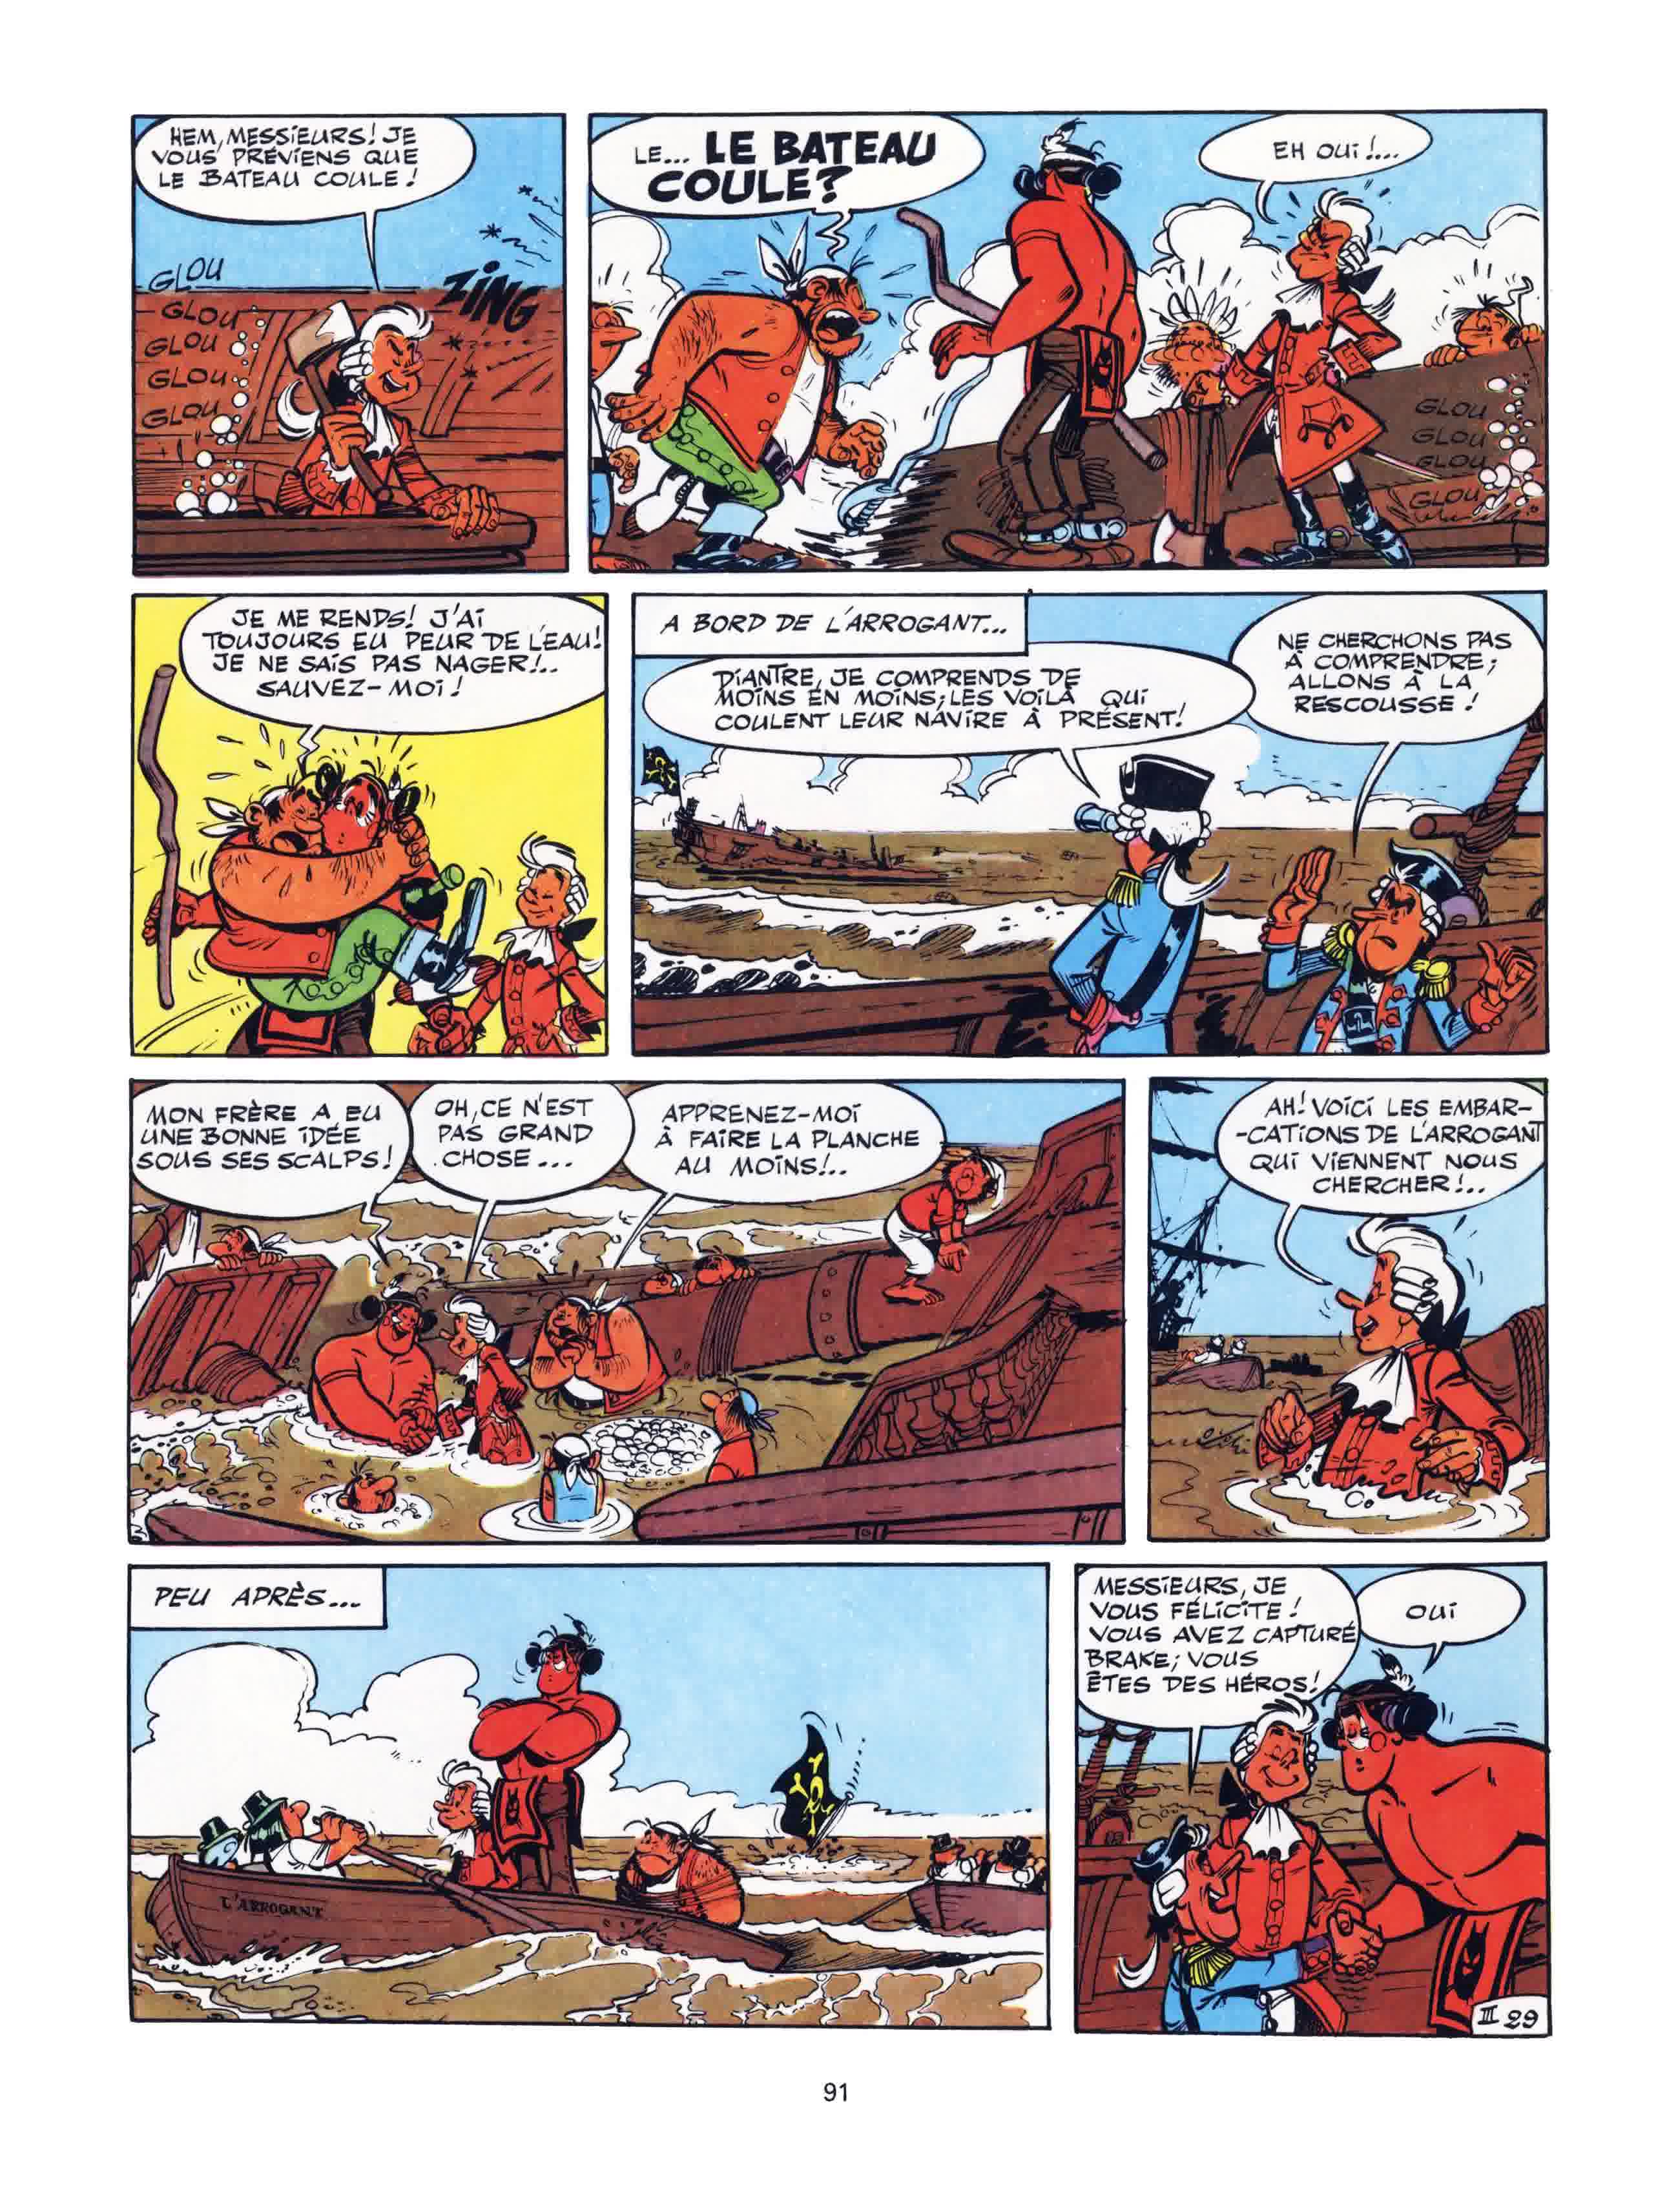 HEM, MESSIEURS! JE
VOUS PRÉVIENS QUE
LE BATEAU COULE!
GLOU
GLOU
GLOU
GLOU
GLOU
ZING
LE... LE BATEAU
COULE?
EH OUI!...
GLOU
GLOU
GLOU
GLOU
JE ME RENDS! J'AI
TOUJOURS EU PEUR DE L'EAU!
JE NE SAIS PAS NAGER!..
SAUVEZ-MOI!
A BORD DE L'ARROGANT...
DIANTRE, JE COMPRENDS DE
MOINS EN MOINS; LES VOILÀ QUI
COULENT LEUR NAVIRE À PRÉSENT!
NE CHERCHONS PAS
À COMPRENDRE;
ALLONS À LA
RESCOUSSE!
MON FRÈRE A EU
UNE BONNE IDÉE
SOUS SES SCALPS!
OH, CE N'EST
PAS GRAND
CHOSE...
APPRENEZ-MOI
À FAIRE LA PLANCHE
AU MOINS!..
AH! VOICI LES EMBAR-
-CATIONS DE L'ARROGANT
QUI VIENNENT NOUS
CHERCHER!..
PEU APRÈS...
L'ARROGANT
MESSIEURS, JE
VOUS FÉLICITE!
VOUS AVEZ CAPTURÉ
BRAKE; VOUS
ÊTES DES HÉROS!
OUI
III 29
91